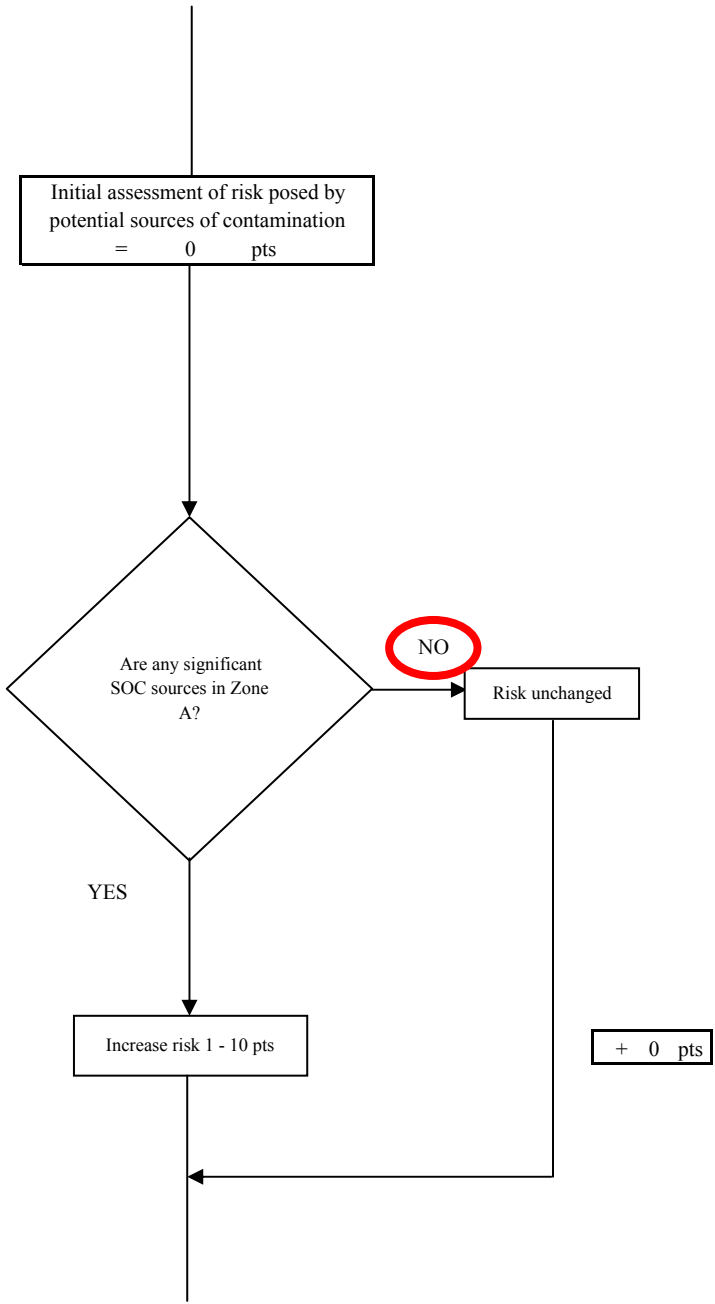 Initial assessment of risk posed by
potential sources of contamination
= 0 pts
Are any significant
SOC sources in Zone
A?
NO
Risk unchanged
YES
Increase risk 1 - 10 pts
+ 0 pts